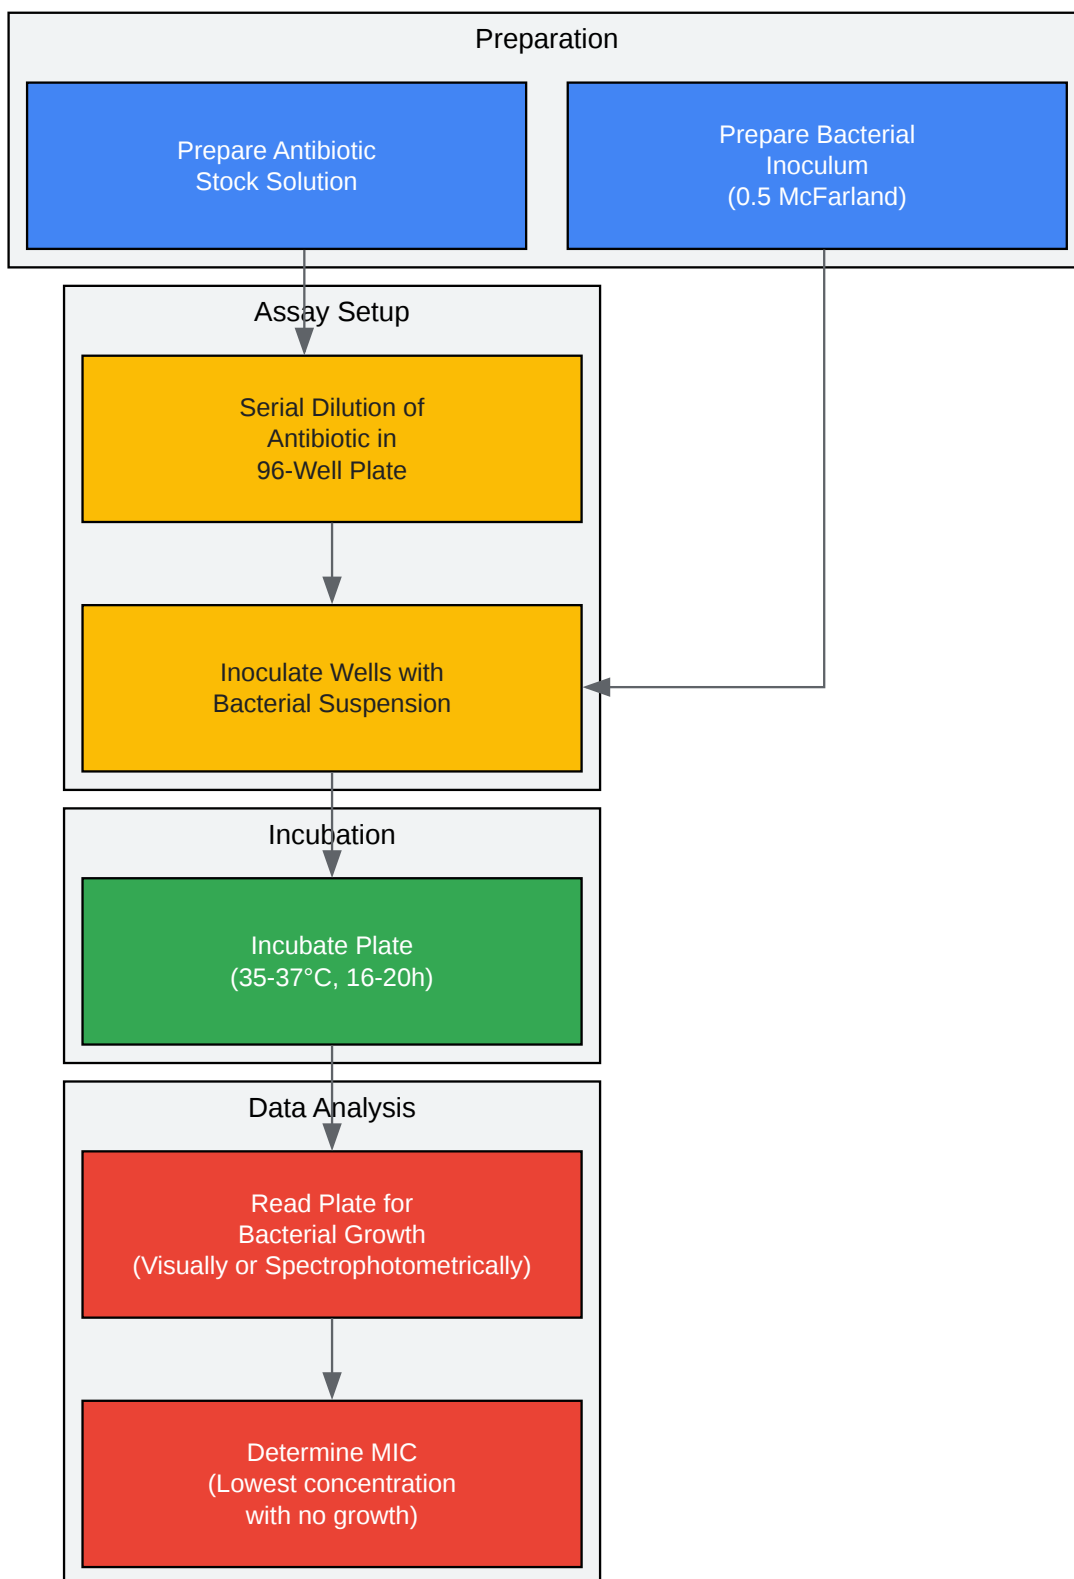 Preparation
Prepare Antibiotic
Stock Solution
Prepare Bacterial
Inoculum
(0.5 McFarland)
Assay Setup
Serial Dilution of
Antibiotic in
96-Well Plate
Inoculate Wells with
Bacterial Suspension
Incubation
Incubate Plate
(35-37°C, 16-20h)
Data Analysis
Read Plate for
Bacterial Growth
(Visually or Spectrophotometrically)
Determine MIC
(Lowest concentration
with no growth)